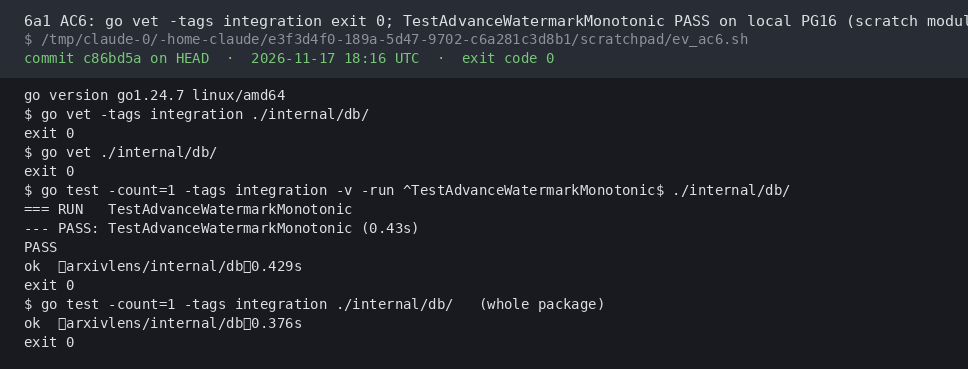 6a1 AC6: go vet -tags integration exit 0; TestAdvanceWatermarkMonotonic PASS on local PG16 (scratch modul
$ /tmp/claude-0/-home-claude/e3f3d4f0-189a-5d47-9702-c6a281c3d8b1/scratchpad/ev_ac6.sh
commit c86bd5a on HEAD · 2026-11-17 18:16 UTC · exit code 0
go version go1.24.7 linux/amd64
$ go vet -tags integration ./internal/db/
exit 0
$ go vet ./internal/db/
exit 0
$ go test -count=1 -tags integration -v -run ^TestAdvanceWatermarkMonotonic$ ./internal/db/
=== RUN   TestAdvanceWatermarkMonotonic
--- PASS: TestAdvanceWatermarkMonotonic (0.43s)
PASS
ok  □arxivlens/internal/db□0.429s
exit 0
$ go test -count=1 -tags integration ./internal/db/   (whole package)
ok  □arxivlens/internal/db□0.376s
exit 0